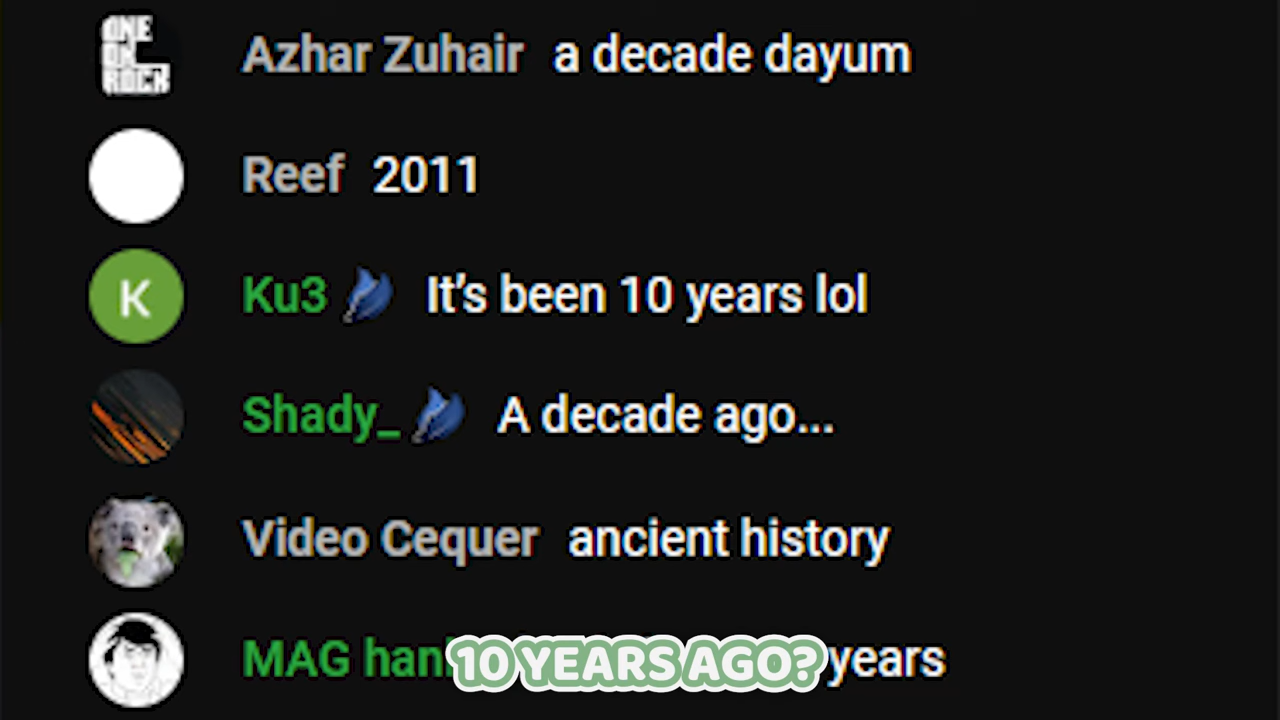 ONE
OK
ROCK
Azhar Zuhair a decade dayum
Reef 2011
K
Ku3 It's been 10 years lol
Shady_ A decade ago...
Video Cequer ancient history
MAG years
10 YEARS AGO?